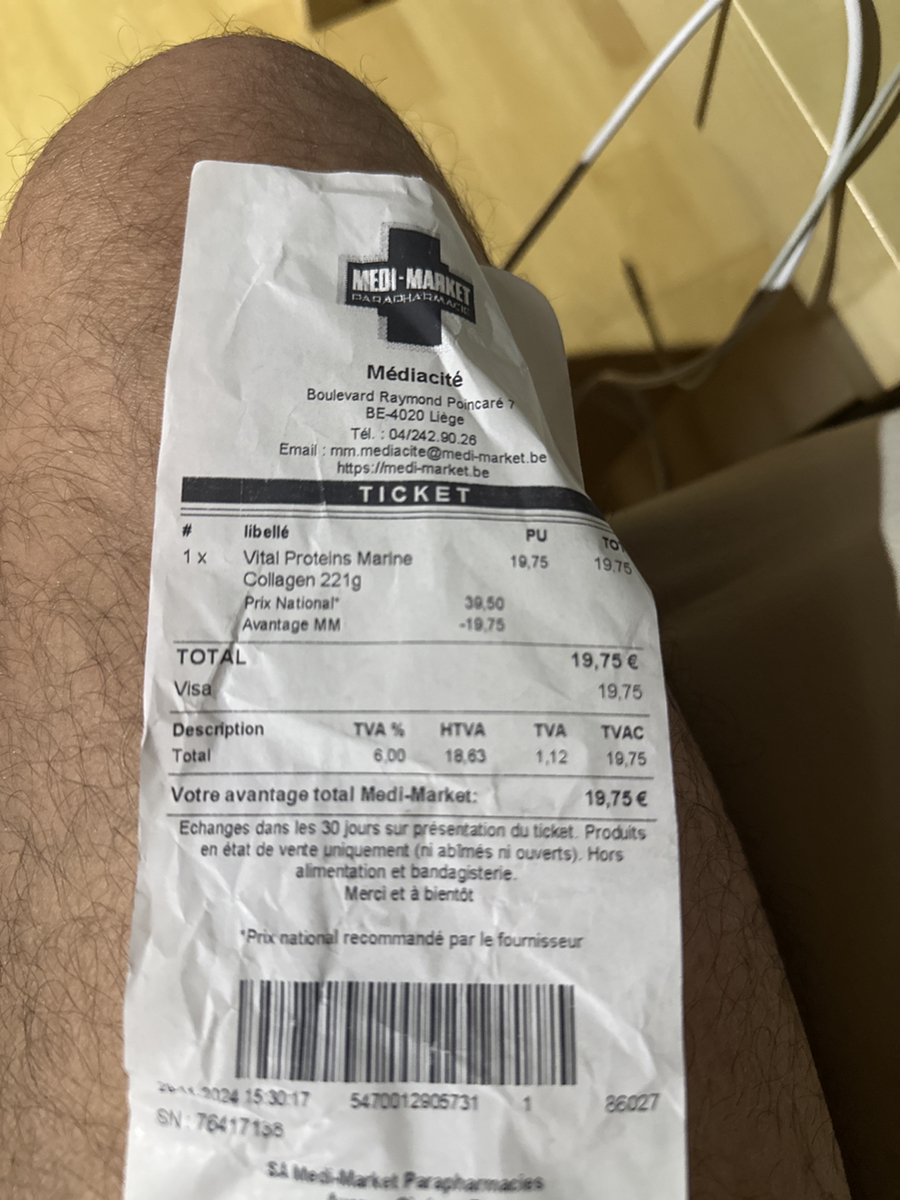 MEDI-MARKET
PARAPHARMACIE
Médiacité
Boulevard Raymond Poincaré 7
BE-4020 Liège
Tél. : 04/242.90.26
Email : mm.mediacite@medi-market.be
https://medi-market.be
TICKET
# libellé PU
1 x Vital Proteins Marine 19,75 19,75
Collagen 221g
Prix National* 39,50
Avantage MM -19,75
TOTAL 19,75 €
Visa 19,75
Description TVA % HTVA TVA TVAC
Total 6,00 18,63 1,12 19,75
Votre avantage total Medi-Market: 19,75 €
Echanges dans les 30 jours sur présentation du ticket. Produits
en état de vente uniquement (ni abîmés ni ouverts). Hors
alimentation et bandagisterie.
Merci et à bientôt
*Prix national recommandé par le fournisseur
15:30:17 5470012905731 1 86027
SN : 76417136
SA Medi-Market Parapharmacies